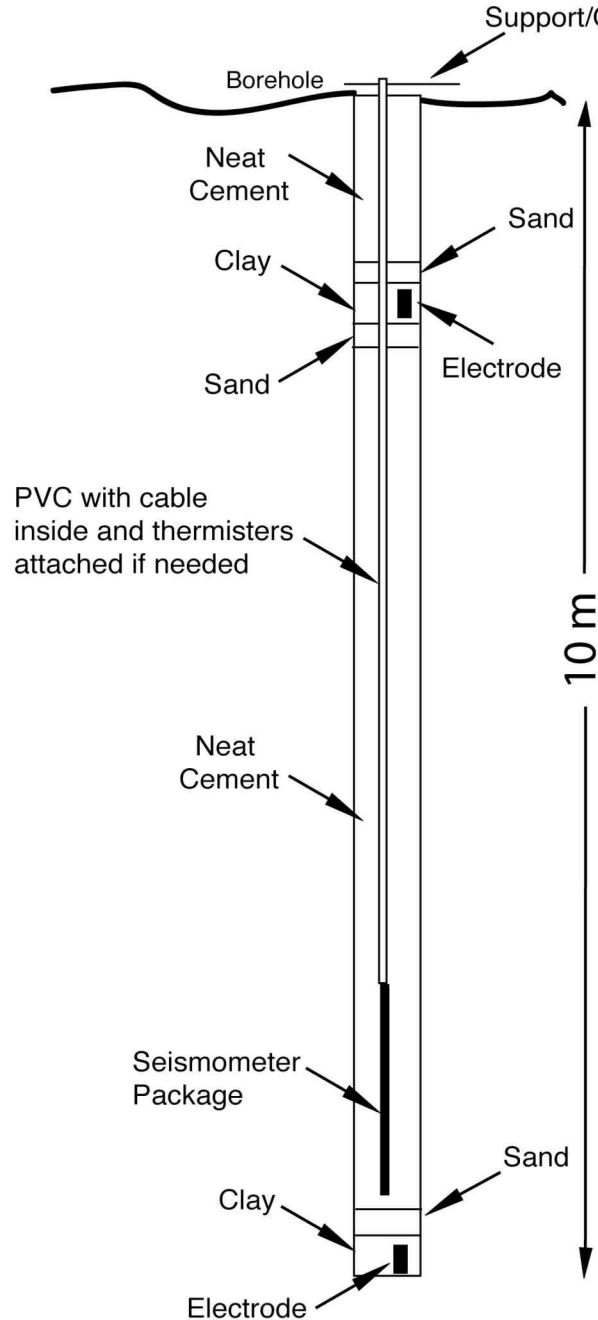 Support/
Borehole
Neat
Cement
Sand
Clay
Electrode
Sand
PVC with cable
inside and thermisters
attached if needed
10 m
Neat
Cement
Seismometer
Package
Sand
Clay
Electrode